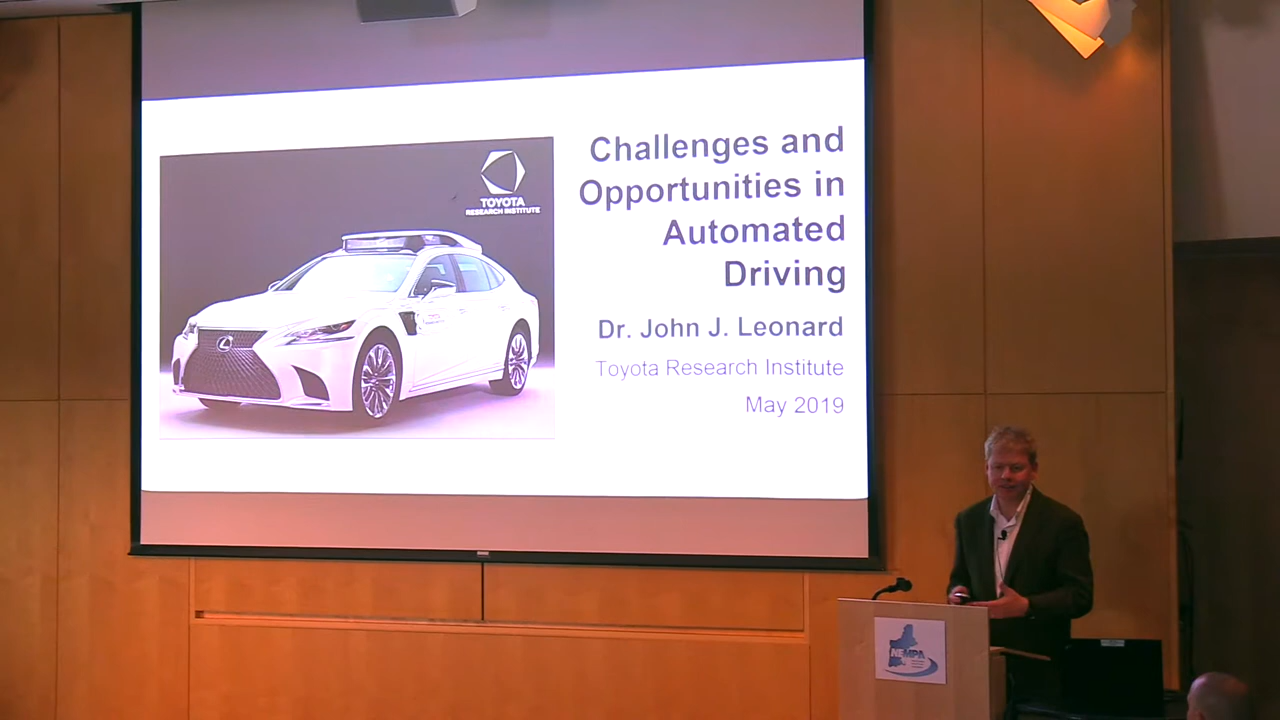 TOYOTA
RESEARCH INSTITUTE
Challenges and
Opportunities in
Automated
Driving
Dr. John J. Leonard
Toyota Research Institute
May 2019
NEMPA